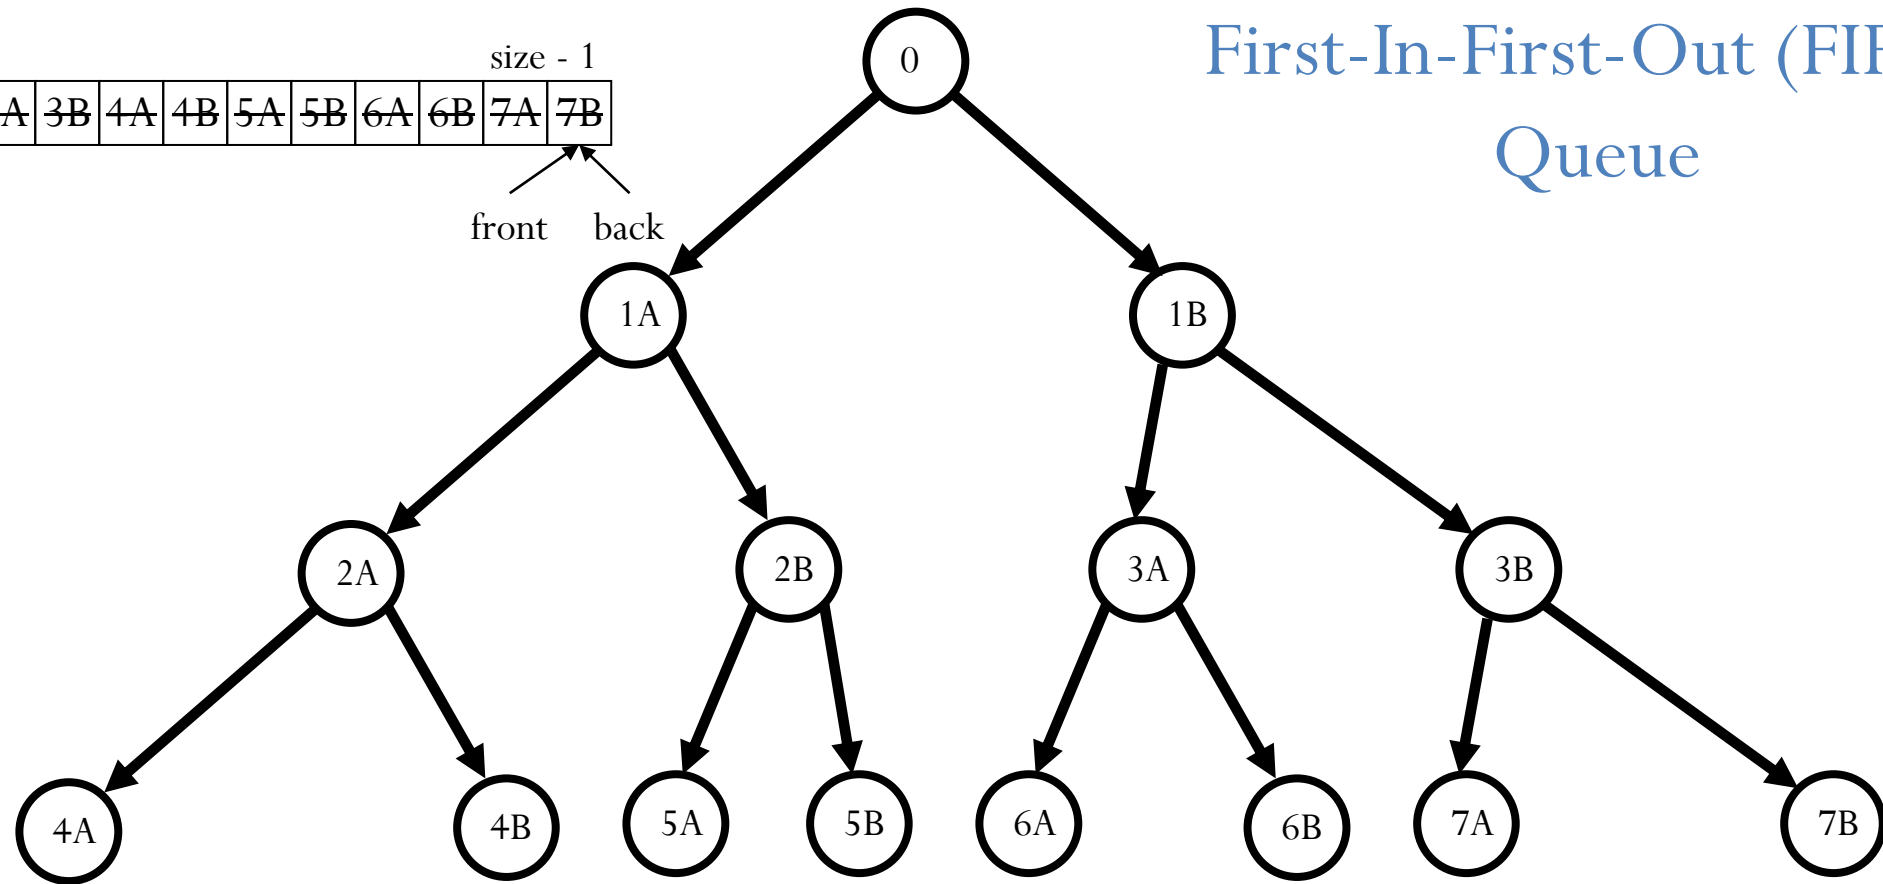 First-In-First-Out (FIF
Queue
size - 1
A 3B 4A 4B 5A 5B 6A 6B 7A 7B
front back
0
1A 1B
2A 2B 3A 3B
4A 4B 5A 5B 6A 6B 7A 7B